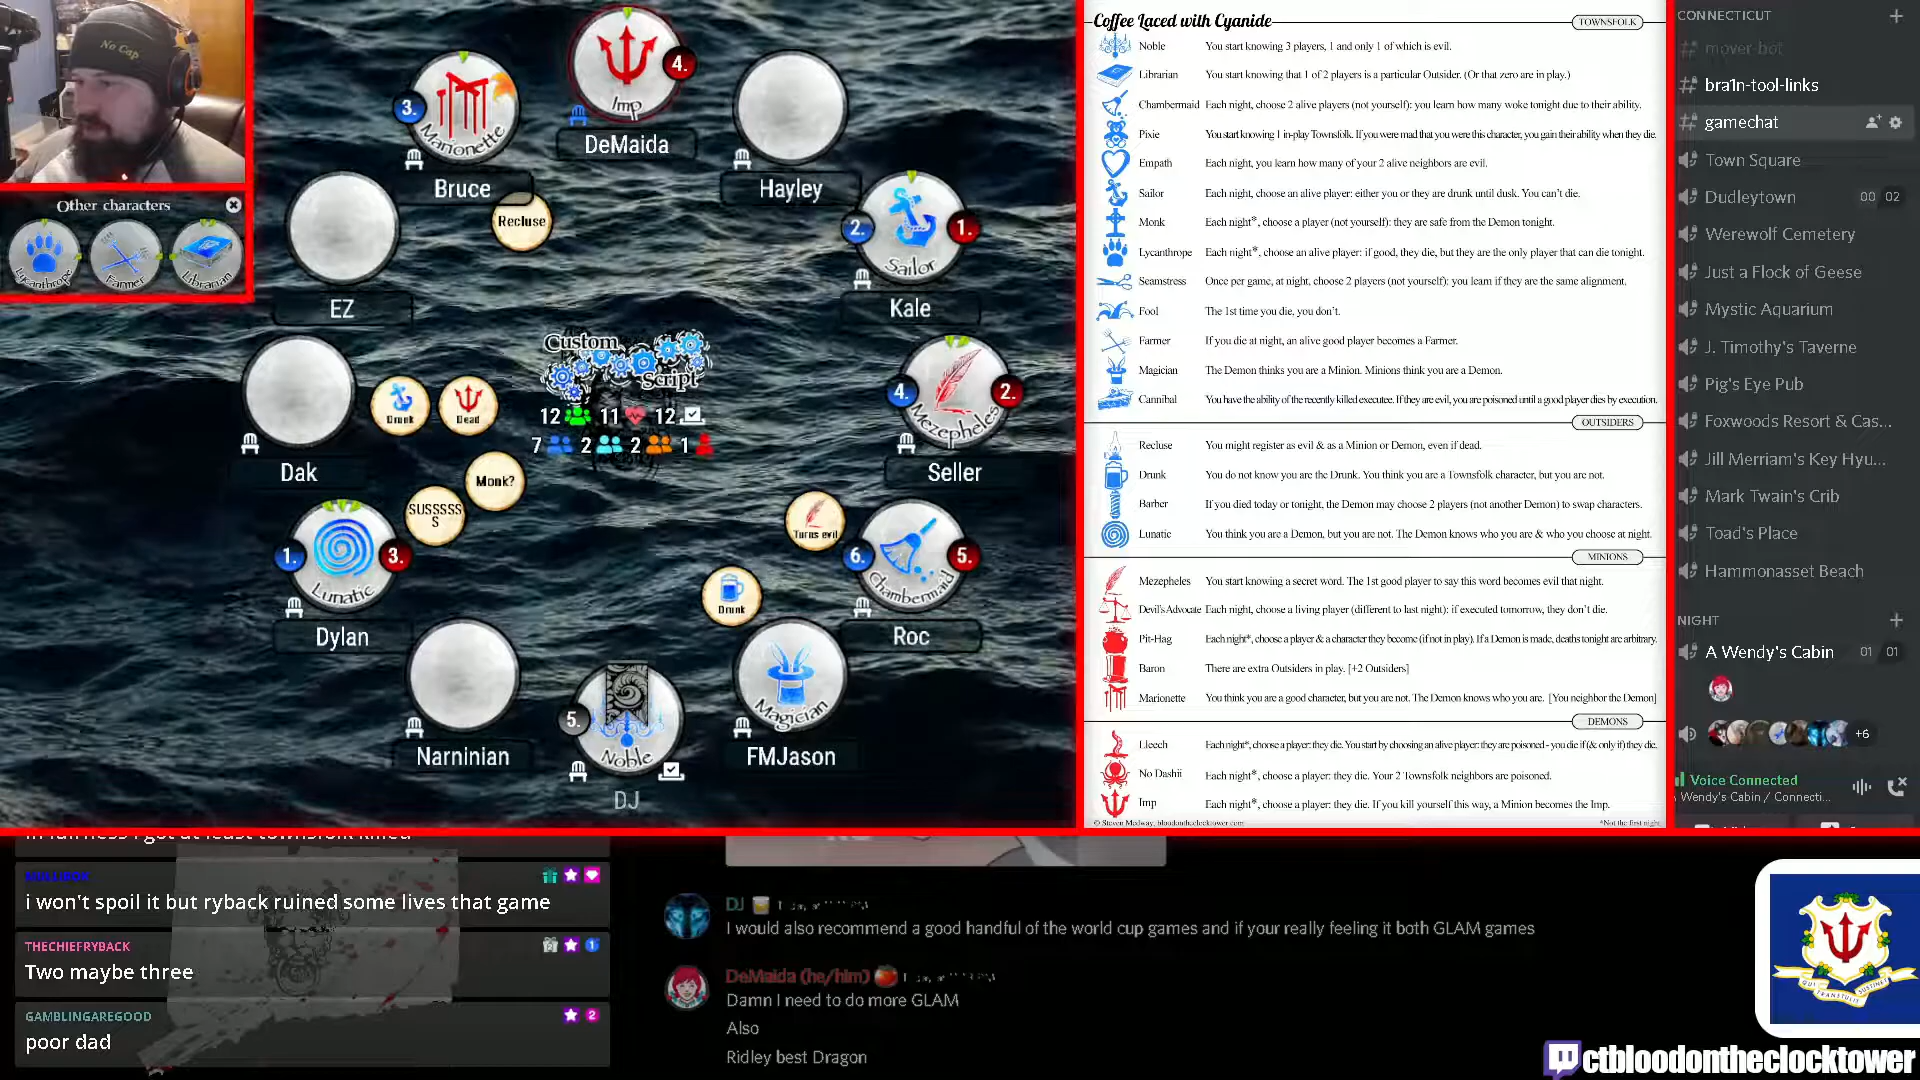 No Cap
Other characters
Lycanthrope
Farmer
Librarian
3.
Marionette
Bruce
Imp
4.
DeMaida
Hayley
2.
Sailor
1.
Kale
4.
Mezepheles
2.
Seller
Turns evil
6.
Chambermaid
5.
Roc
Drunk
Magician
FMJason
5.
Noble
DJ
Narninian
1.
Lunatic
3.
Dylan
SUSSSSS
S
Monk?
Dak
Drunk
Dead
EZ
Recluse
Custom
Script
12 11 12
7 2 2 1
Coffee Laced with Cyanide
TOWNSFOLK
Noble You start knowing 3 players, 1 and only 1 of which is evil.
Librarian You start knowing that 1 of 2 players is a particular Outsider. (Or that zero are in play.)
Chambermaid Each night, choose 2 alive players (not yourself): you learn how many woke tonight due to their ability.
Pixie You start knowing 1 in-play Townsfolk. If you were mad that you were this character, you gain their ability when they die.
Empath Each night, you learn how many of your 2 alive neighbors are evil.
Sailor Each night, choose an alive player: either you or they are drunk until dusk. You can't die.
Monk Each night*, choose a player (not yourself): they are safe from the Demon tonight.
Lycanthrope Each night*, choose an alive player: if good, they die, but they are the only player that can die tonight.
Seamstress Once per game, at night, choose 2 players (not yourself): you learn if they are the same alignment.
Fool The 1st time you die, you don't.
Farmer If you die at night, an alive good player becomes a Farmer.
Magician The Demon thinks you are a Minion. Minions think you are a Demon.
Cannibal You have the ability of the recently killed executee. If they are evil, you are poisoned until a good player dies by execution.
OUTSIDERS
Recluse You might register as evil & as a Minion or Demon, even if dead.
Drunk You do not know you are the Drunk. You think you are a Townsfolk character, but you are not.
Barber If you died today or tonight, the Demon may choose 2 players (not another Demon) to swap characters.
Lunatic You think you are a Demon, but you are not. The Demon knows who you are & who you choose at night.
MINIONS
Mezepheles You start knowing a secret word. The 1st good player to say this word becomes evil that night.
Devil's Advocate Each night, choose a living player (different to last night): if executed tomorrow, they don't die.
Pit-Hag Each night*, choose a player & a character they become (if not in play). If a Demon is made, deaths tonight are arbitrary.
Baron There are extra Outsiders in play. [+2 Outsiders]
Marionette You think you are a good character, but you are not. The Demon knows who you are. [You neighbor the Demon]
DEMONS
Lleech Each night*, choose a player: they die. You start by choosing an alive player: they are poisoned - you die if (& only if) they die.
No Dashii Each night*, choose a player: they die. Your 2 Townsfolk neighbors are poisoned.
Imp Each night*, choose a player: they die. If you kill yourself this way, a Minion becomes the Imp.
© Steven Medway, bloodontheclocktower.com
*Not the first night
CONNECTICUT
mover-bot
bra1n-tool-links
gamechat
Town Square
Dudleytown 00 02
Werewolf Cemetery
Just a Flock of Geese
Mystic Aquarium
J. Timothy's Taverne
Pig's Eye Pub
Foxwoods Resort & Cas...
Jill Merriam's Key Hyu...
Mark Twain's Crib
Toad's Place
Hammonasset Beach
NIGHT
A Wendy's Cabin 01 01
+6
Voice Connected
Wendy's Cabin / Connecti...
in fairness i got at least townsfolk killed
i won't spoil it but ryback ruined some lives that game
THECHIEFRYBACK
Two maybe three
GAMBLINGAREGOOD
poor dad
DJ
I would also recommend a good handful of the world cup games and if your really feeling it both GLAM games
DeMaida (he/him)
Damn I need to do more GLAM
Also
Ridley best Dragon
QUI TRANSTULIT SUSTINET
ctbloodontheclocktower